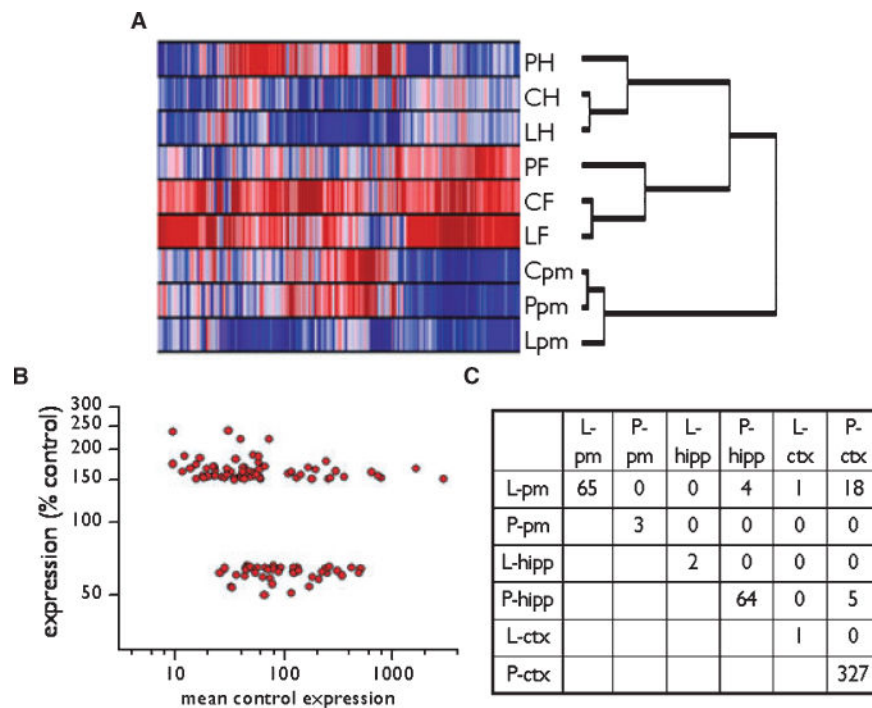 A
PH
CH
LH
PF
CF
LF
Cpm
Ppm
Lpm
B
expression (% control)
300
250
200
150
100
50
10 100 1000
mean control expression
C
L-pm P-pm L-hipp P-hipp L-ctx P-ctx
L-pm 65 0 0 4 1 18
P-pm 3 0 0 0 0
L-hipp 2 0 0 0
P-hipp 64 0 5
L-ctx 1 0
P-ctx 327